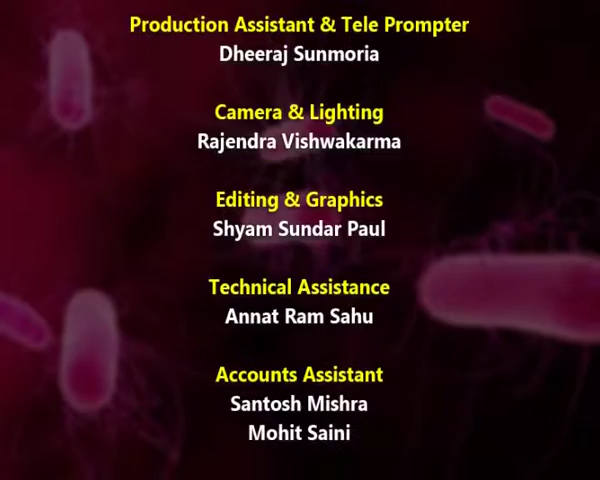 Production Assistant & Tele Prompter
Dheeraj Sunmoria
Camera & Lighting
Rajendra Vishwakarma
Editing & Graphics
Shyam Sundar Paul
Technical Assistance
Annat Ram Sahu
Accounts Assistant
Santosh Mishra
Mohit Saini